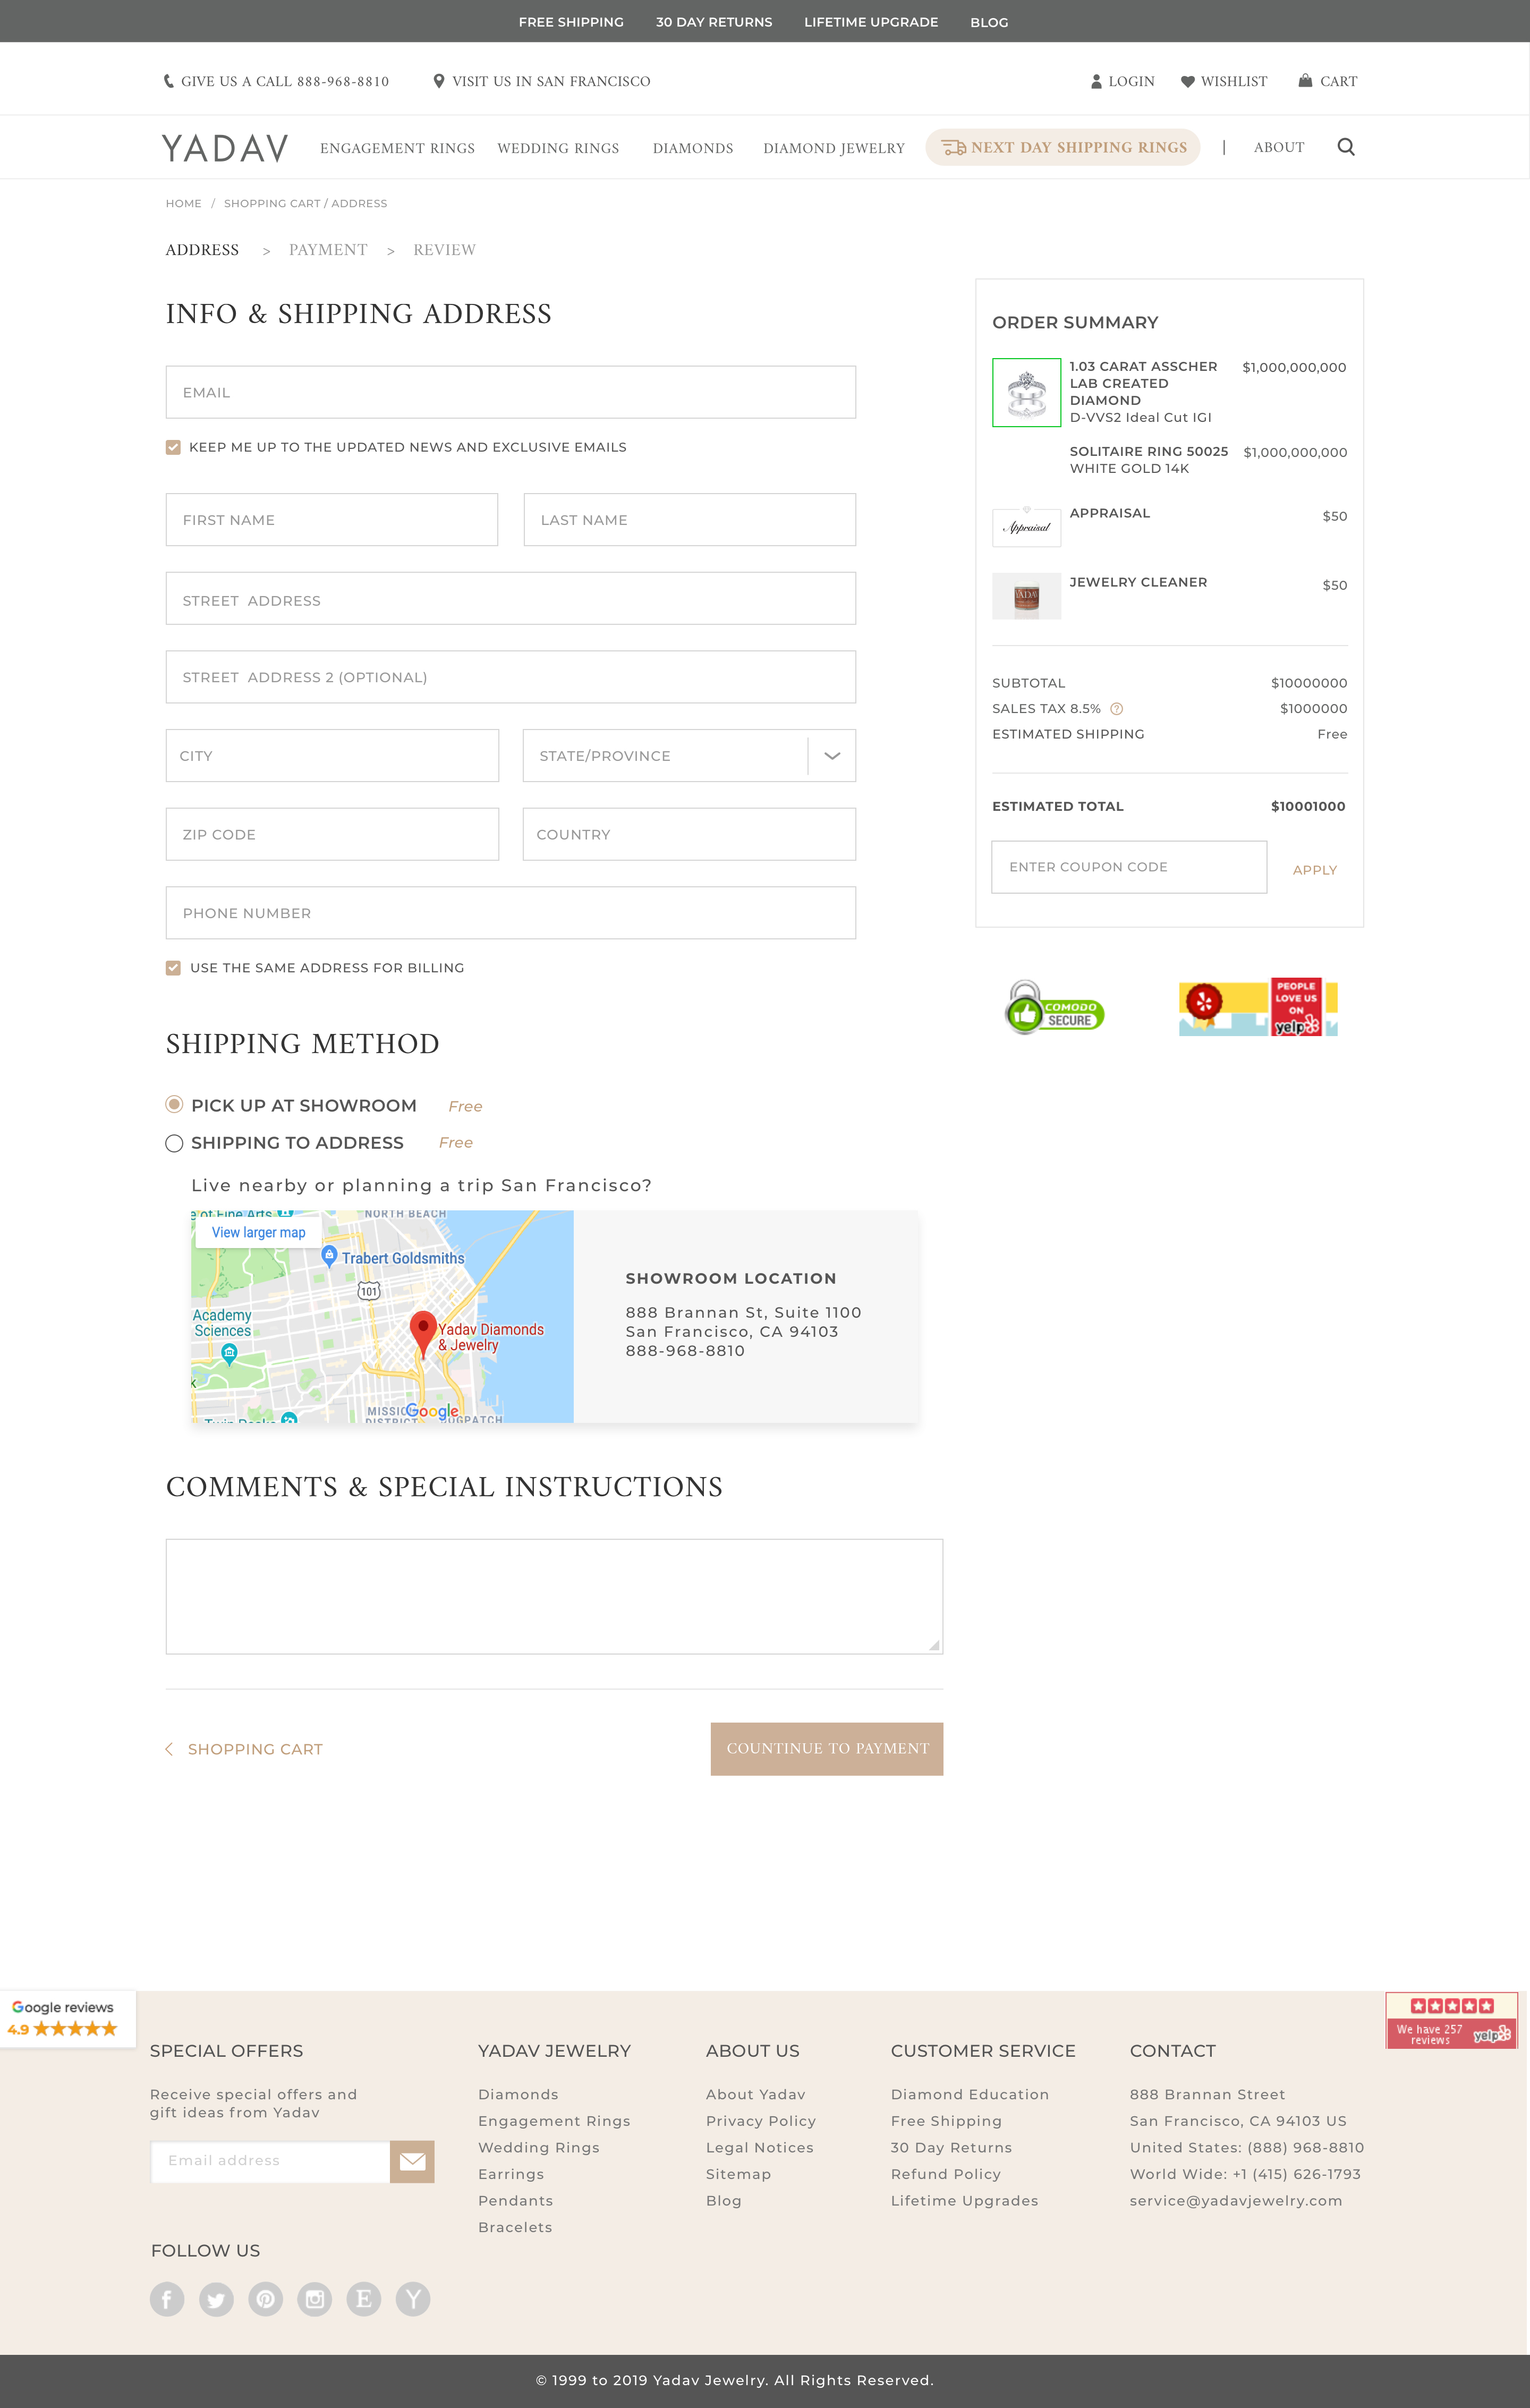 FREE SHIPPING 30 DAY RETURNS LIFETIME UPGRADE BLOG
GIVE US A CALL 888-968-8810 VISIT US IN SAN FRANCISCO LOGIN WISHLIST CART
YADAV ENGAGEMENT RINGS WEDDING RINGS DIAMONDS DIAMOND JEWELRY NEXT DAY SHIPPING RINGS | ABOUT
HOME / SHOPPING CART / ADDRESS
ADDRESS > PAYMENT > REVIEW
INFO & SHIPPING ADDRESS
EMAIL
KEEP ME UP TO THE UPDATED NEWS AND EXCLUSIVE EMAILS
FIRST NAME LAST NAME
STREET ADDRESS
STREET ADDRESS 2 (OPTIONAL)
CITY STATE/PROVINCE
ZIP CODE COUNTRY
PHONE NUMBER
USE THE SAME ADDRESS FOR BILLING
ORDER SUMMARY
1.03 CARAT ASSCHER $1,000,000,000
LAB CREATED
DIAMOND
D-VVS2 Ideal Cut IGI
SOLITAIRE RING 50025 $1,000,000,000
WHITE GOLD 14K
Appraisal APPRAISAL $50
YADAV JEWELRY CLEANER $50
SUBTOTAL $10000000
SALES TAX 8.5% ? $1000000
ESTIMATED SHIPPING Free
ESTIMATED TOTAL $10001000
ENTER COUPON CODE APPLY
COMODO
SECURE
PEOPLE
LOVE US
ON
yelp
SHIPPING METHOD
PICK UP AT SHOWROOM Free
SHIPPING TO ADDRESS Free
Live nearby or planning a trip San Francisco?
e of Fine Arts
NORTH BEACH
View larger map
Trabert Goldsmiths
101
Academy
Sciences
Yadav Diamonds
& Jewelry
k
MISSIO
Google
DISTRICT
DOGPATCH
Twin Peaks
SHOWROOM LOCATION
888 Brannan St, Suite 1100
San Francisco, CA 94103
888-968-8810
COMMENTS & SPECIAL INSTRUCTIONS
SHOPPING CART COUNTINUE TO PAYMENT
Google reviews
4.9
We have 257
reviews
yelp
SPECIAL OFFERS
Receive special offers and
gift ideas from Yadav
Email address
FOLLOW US
f E Y
YADAV JEWELRY
Diamonds
Engagement Rings
Wedding Rings
Earrings
Pendants
Bracelets
ABOUT US
About Yadav
Privacy Policy
Legal Notices
Sitemap
Blog
CUSTOMER SERVICE
Diamond Education
Free Shipping
30 Day Returns
Refund Policy
Lifetime Upgrades
CONTACT
888 Brannan Street
San Francisco, CA 94103 US
United States: (888) 968-8810
World Wide: +1 (415) 626-1793
service@yadavjewelry.com
© 1999 to 2019 Yadav Jewelry. All Rights Reserved.